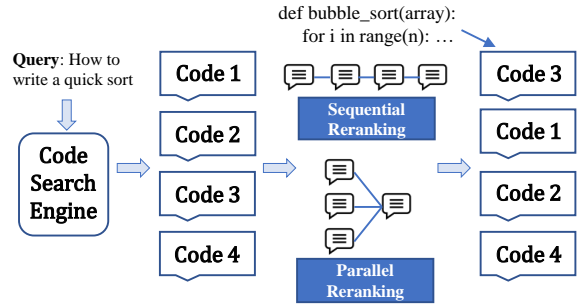 def bubble_sort(array):
for i in range(n): …
Query: How to
write a quick sort
Code
Search
Engine
Code 1
Code 2
Code 3
Code 4
Sequential
Reranking
Parallel
Reranking
Code 3
Code 1
Code 2
Code 4